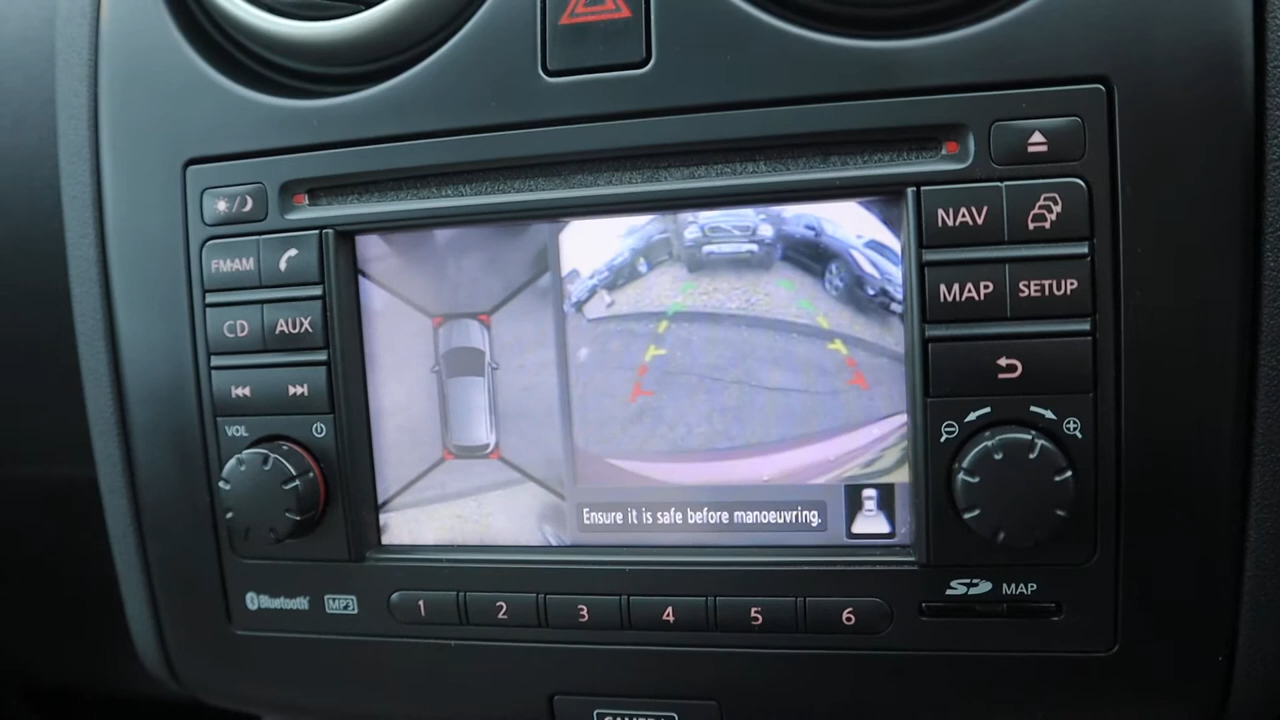 NAV
FM·AM
MAP
SETUP
CD
AUX
VOL
Ensure it is safe before manoeuvring.
Bluetooth
MP3
1
2
3
4
5
6
SD
MAP
CAMERA